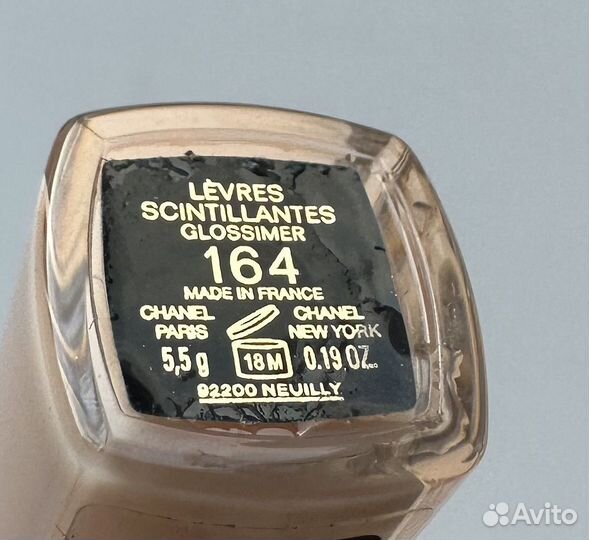 LÈVRES
SCINTILLANTES
GLOSSIMER
164
MADE IN FRANCE
CHANEL CHANEL
PARIS NEW YORK
5,5 g 18M 0.19 OZ.
92200 NEUILLY
Avito